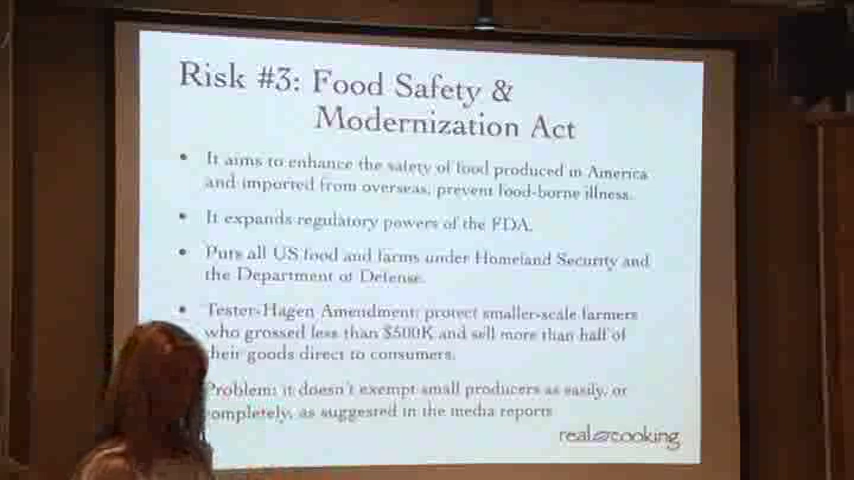 Risk #3: Food Safety &
Modernization Act
• It aims to enhance the safety of food produced in America
and imported from overseas, prevent food-borne illness.
• It expands regulatory powers of the FDA.
• Puts all US food and farms under Homeland Security and
the Department of Defense.
• Tester-Hagen Amendment: protect smaller-scale farmers
who grossed less than $500K and sell more than half of
their goods direct to consumers.
Problem: it doesn't exempt small producers as easily, or
completely, as suggested in the media reports
real cooking